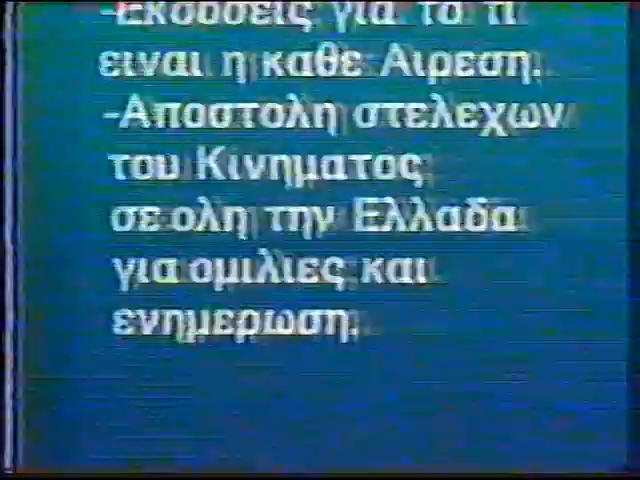 -Εκδοσεις για το τι
ειναι η καθε Αιρεση.
-Αποστολη στελεχων
του Κινηματος
σε ολη την Ελλαδα
για ομιλιες και
ενημερωση.